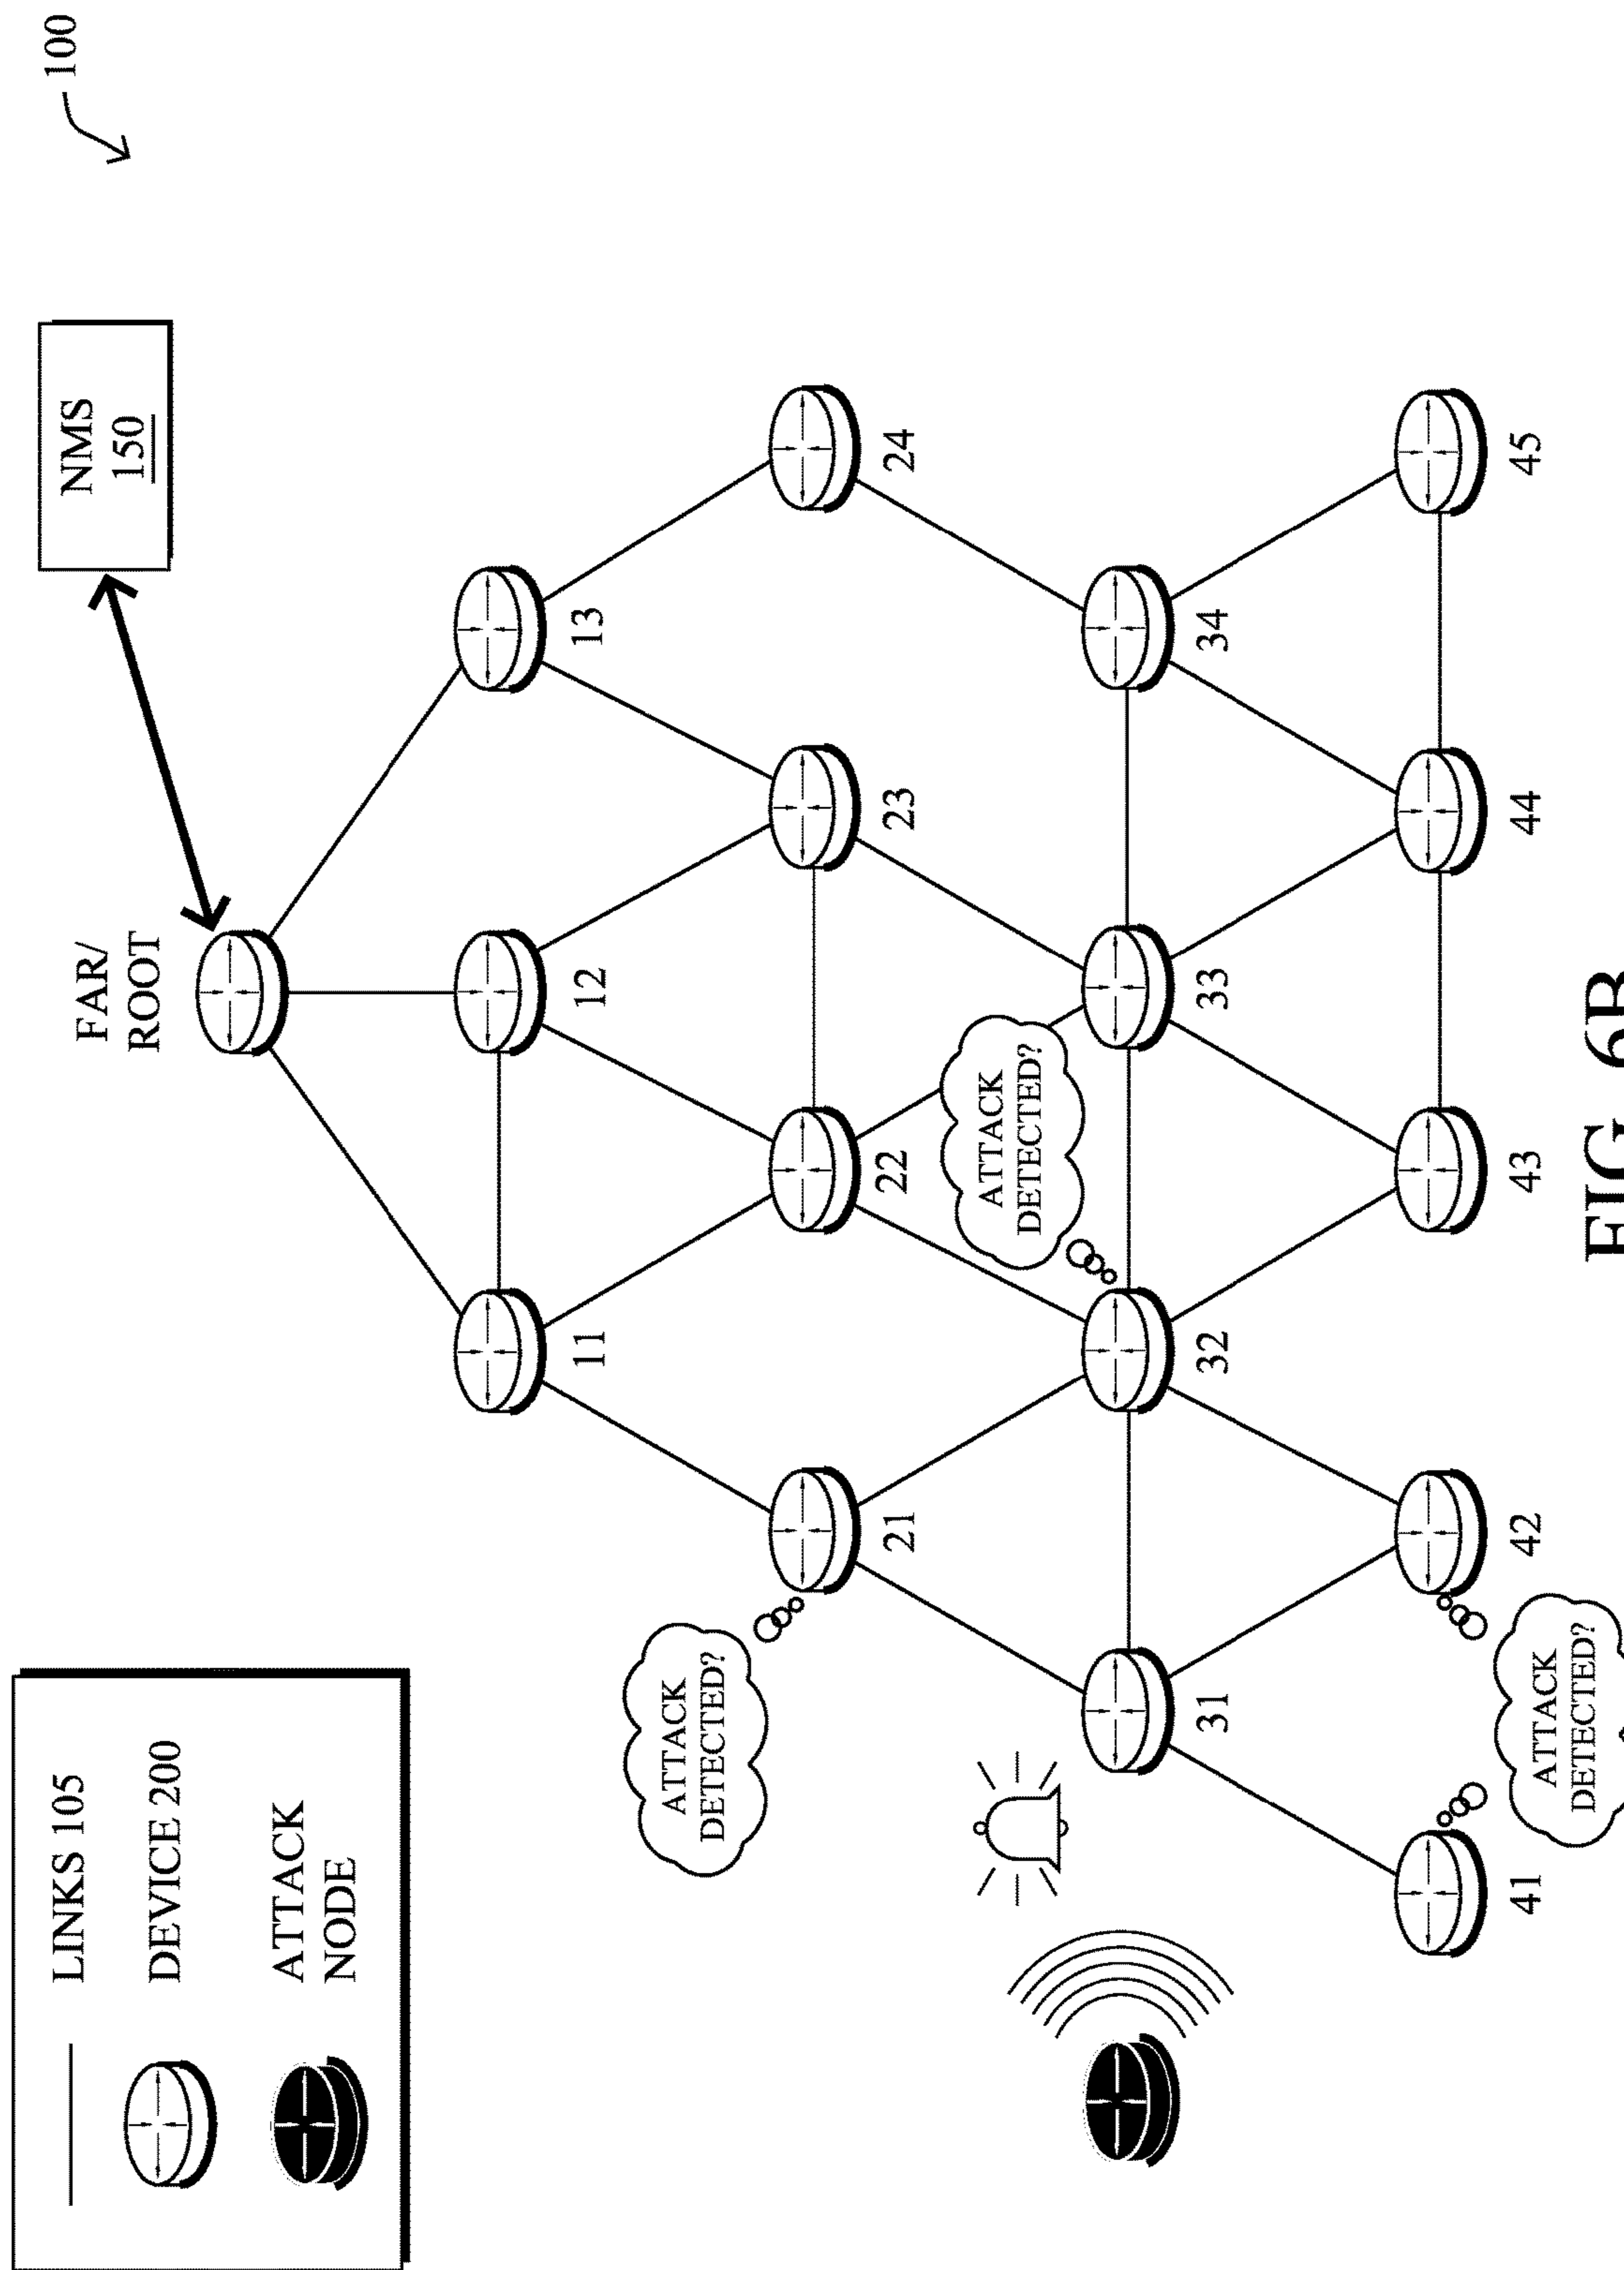 100
NMS
150
FAR/
ROOT
LINKS 105
DEVICE 200
ATTACK
NODE
11
12
13
ATTACK
DETECTED?
21
22
23
24
ATTACK
DETECTED?
31
32
33
34
41
42
43
44
45
ATTACK
DETECTED?
FIG. 6B